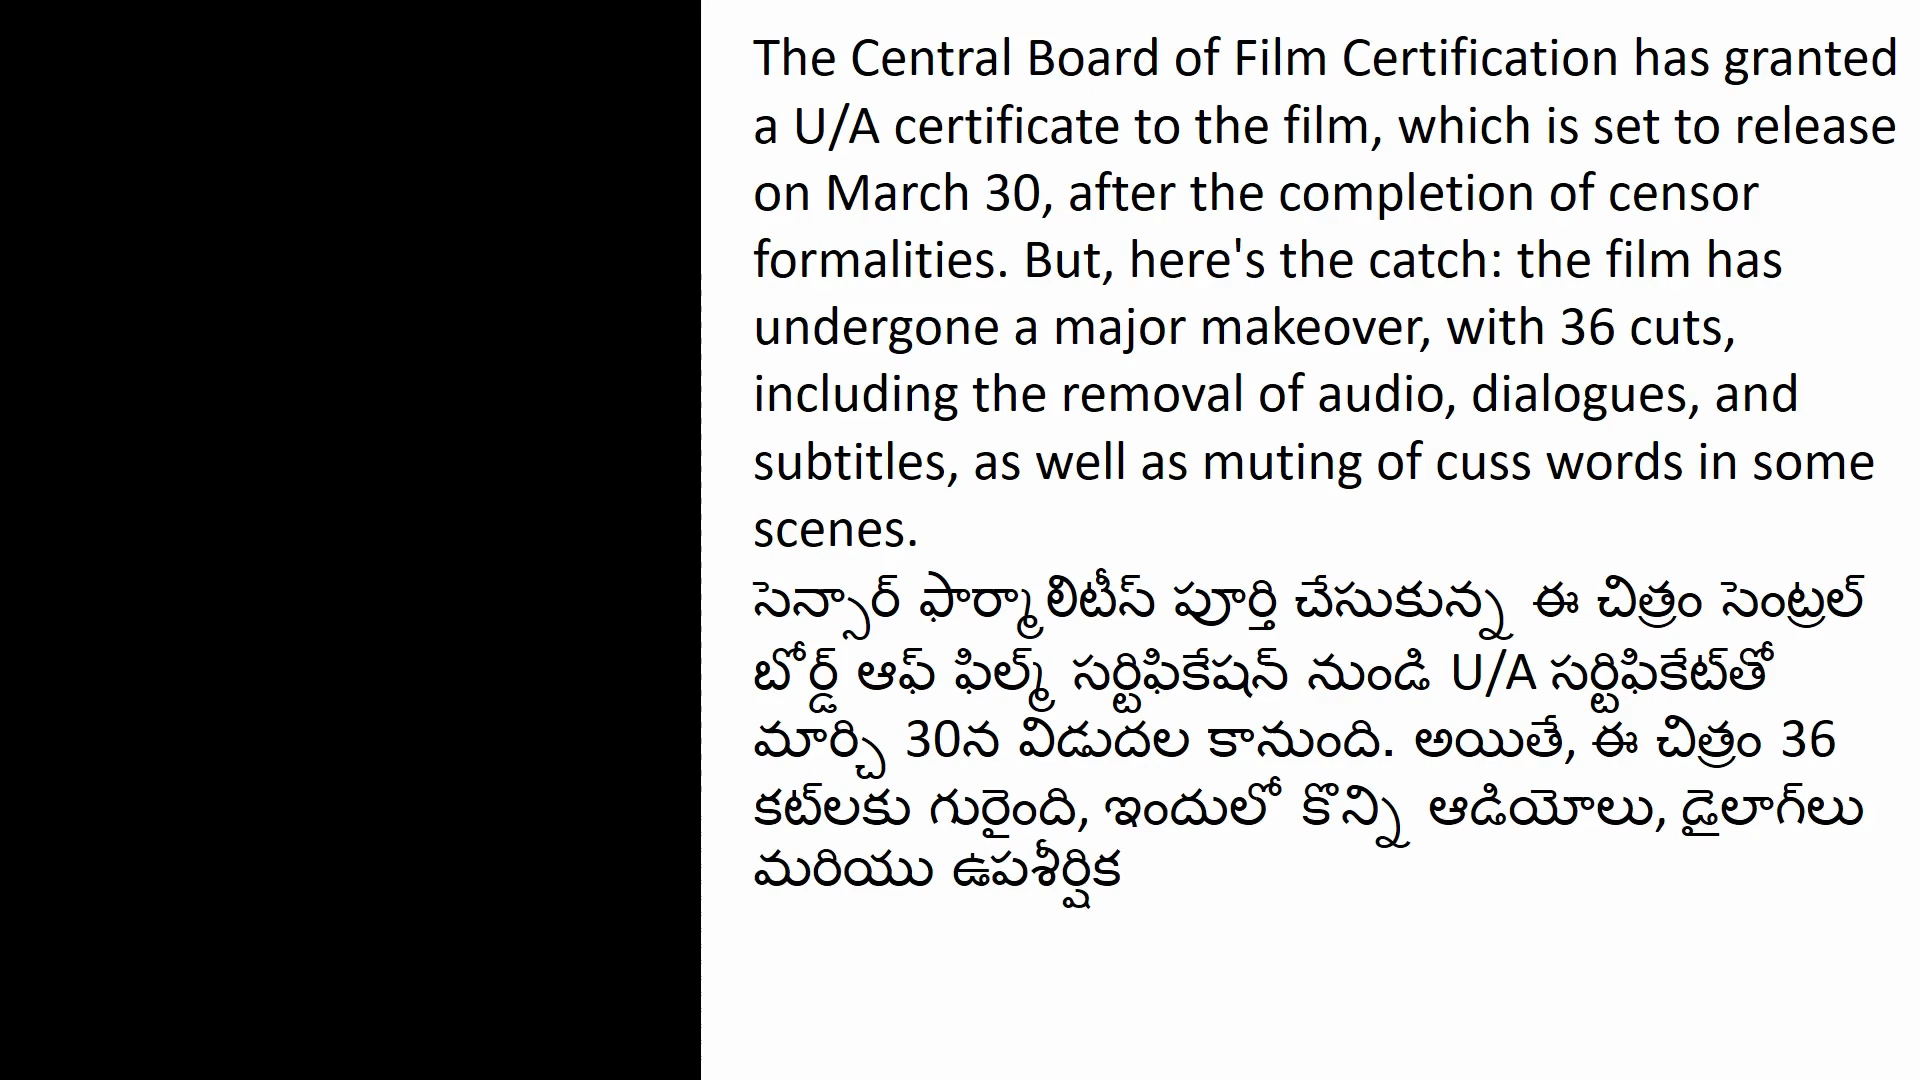 The Central Board of Film Certification has granted
a U/A certificate to the film, which is set to release
on March 30, after the completion of censor
formalities. But, here's the catch: the film has
undergone a major makeover, with 36 cuts,
including the removal of audio, dialogues, and
subtitles, as well as muting of cuss words in some
scenes.
సెన్సార్ ఫార్మాలిటీస్ పూర్తి చేసుకున్న ఈ చిత్రం సెంట్రల్
బోర్డ్ ఆఫ్ ఫిల్మ్ సర్టిఫికేషన్ నుండి U/A సర్టిఫికేట్‌తో
మార్చి 30న విడుదల కానుంది. అయితే, ఈ చిత్రం 36
కట్‌లకు గురైంది, ఇందులో కొన్ని ఆడియోలు, డైలాగ్‌లు
మరియు ఉపశీర్షిక